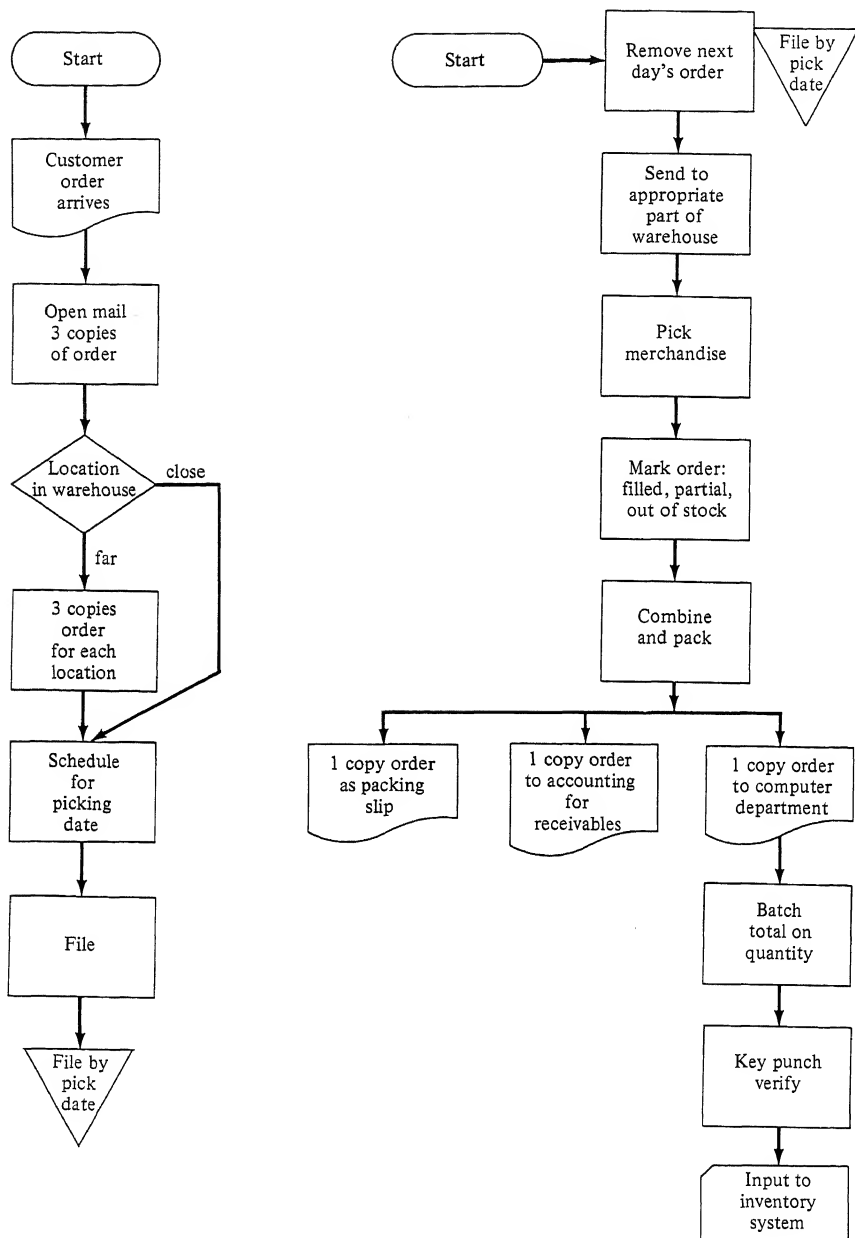 Start
Customer
order
arrives
Open mail
3 copies
of order
Location
in warehouse
close
far
3 copies
order
for each
location
Schedule
for
picking
date
File
File by
pick
date
Start
Remove next
day's order
File by
pick
date
Send to
appropriate
part of
warehouse
Pick
merchandise
Mark order:
filled, partial,
out of stock
Combine
and pack
1 copy order
as packing
slip
1 copy order
to accounting
for
receivables
1 copy order
to computer
department
Batch
total on
quantity
Key punch
verify
Input to
inventory
system